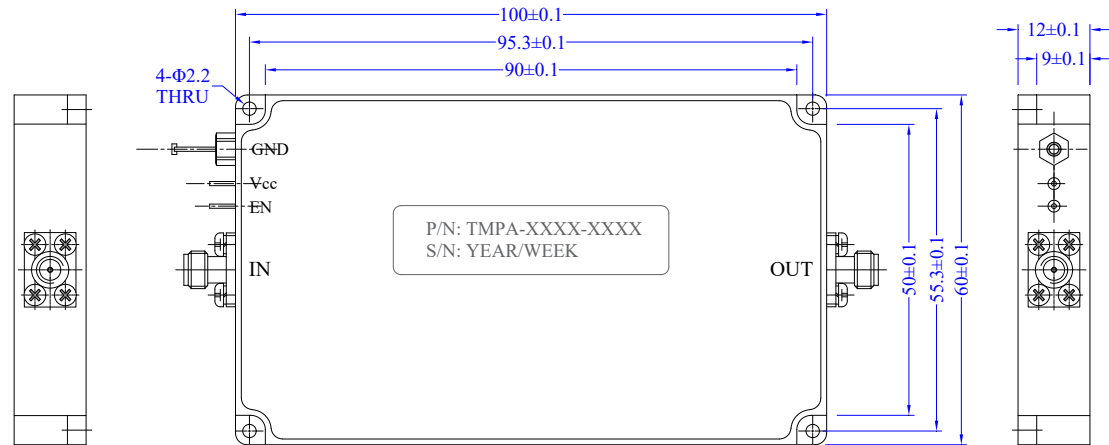 100±0.1
95.3±0.1
90±0.1
12±0.1
9±0.1
4-Φ2.2
THRU
GND
Vcc
EN
P/N: TMPA-XXXX-XXXX
S/N: YEAR/WEEK
IN
OUT
50±0.1
55.3±0.1
60±0.1